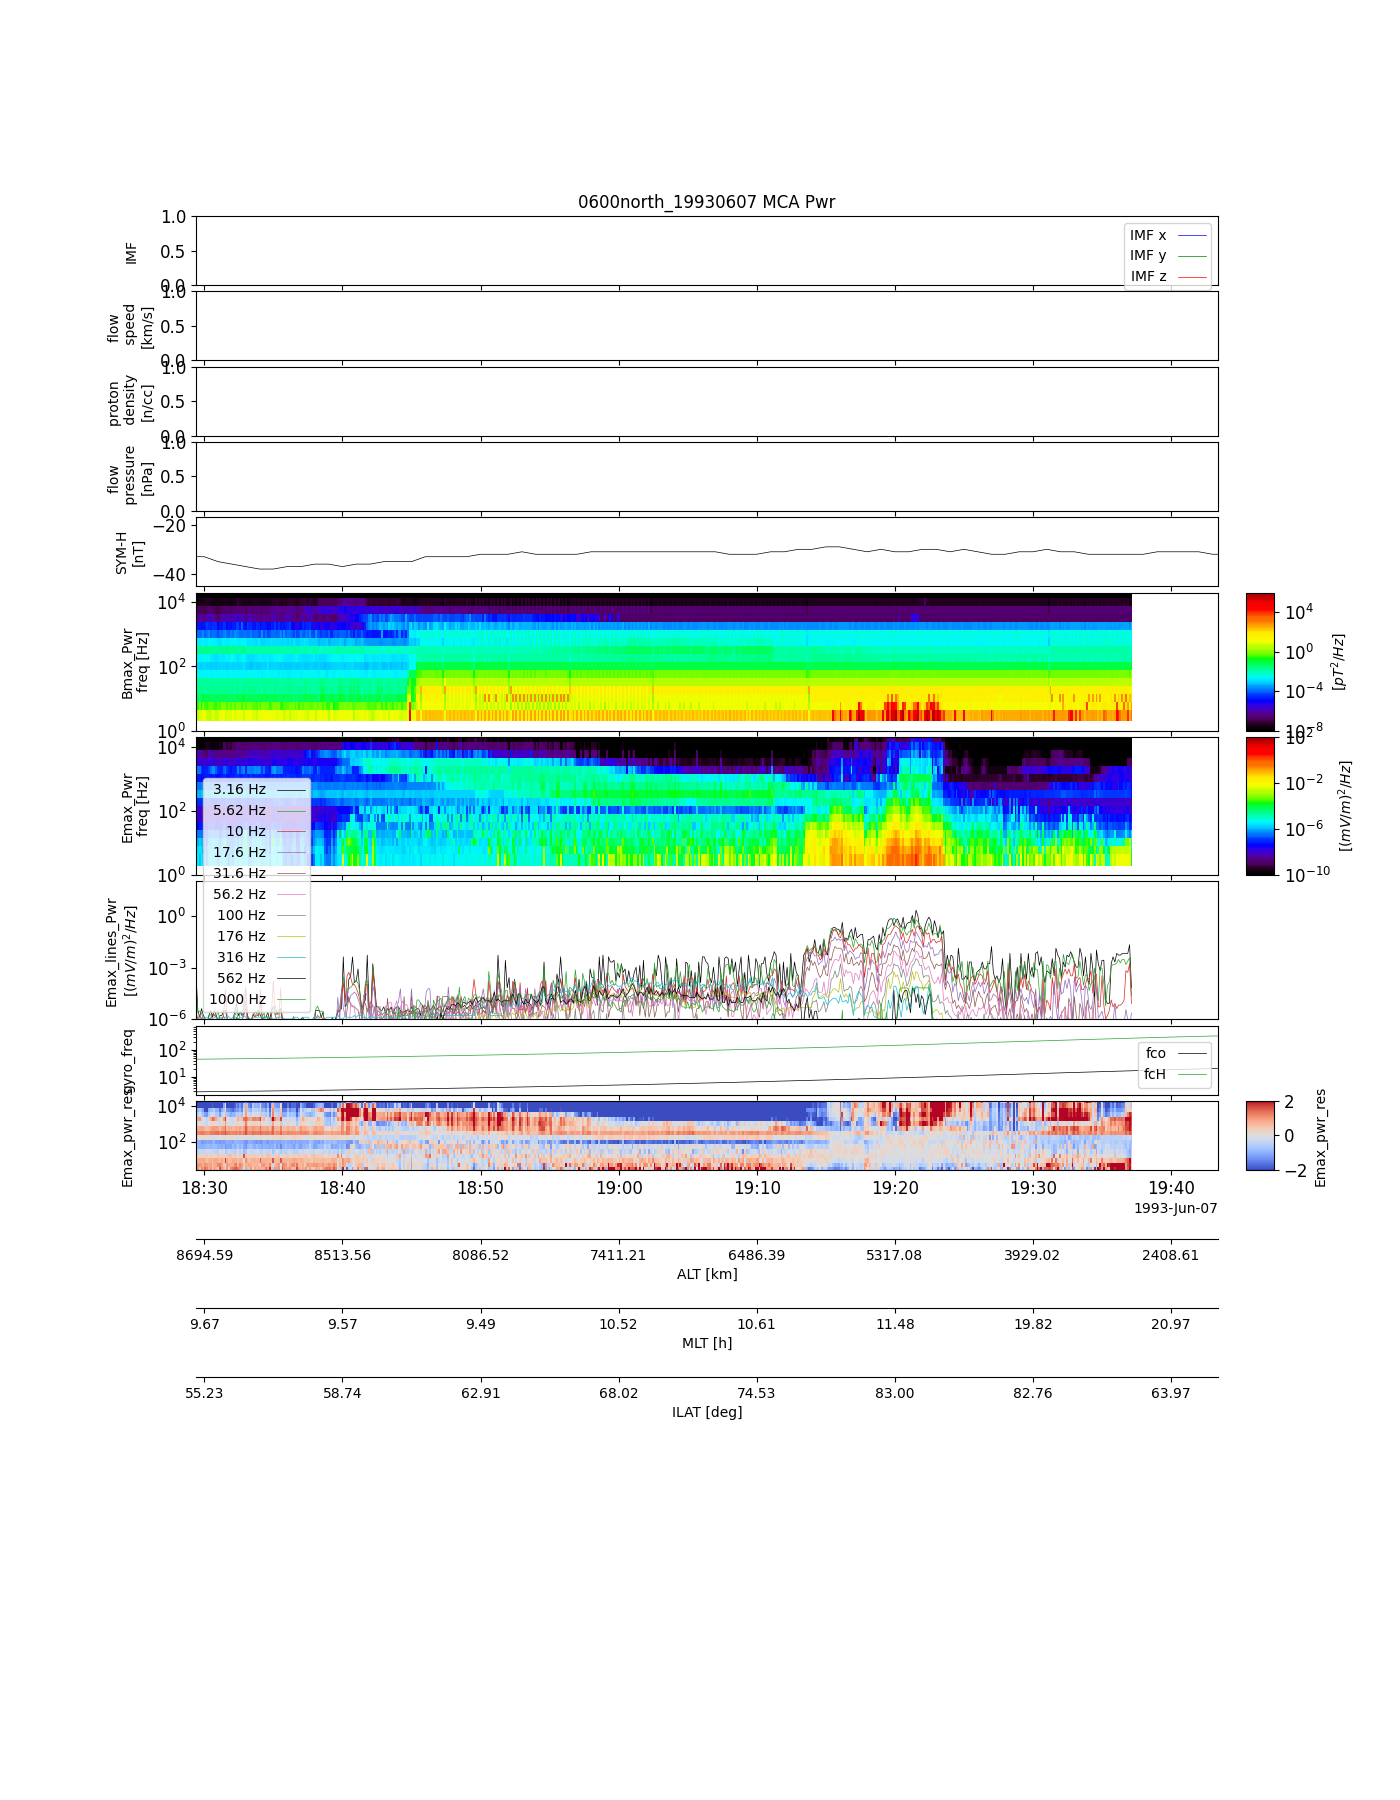 0600north_19930607 MCA Pwr
1.0
0.5
0.0
IMF
IMF x
IMF y
IMF z
1.0
0.5
0.0
flow
speed
[km/s]
1.0
0.5
0.0
proton
density
[n/cc]
1.0
0.5
0.0
flow
pressure
[nPa]
−20
−40
SYM-H
[nT]
10^4
10^2
10^0
Bmax_Pwr
freq [Hz]
10^4
10^0
10^−4
10^−8
[pT^2/Hz]
10^4
10^2
10^0
Emax_Pwr
freq [Hz]
10^2
10^−2
10^−6
10^−10
[(mV/m)^2/Hz]
3.16 Hz
5.62 Hz
10 Hz
17.6 Hz
31.6 Hz
56.2 Hz
100 Hz
176 Hz
316 Hz
562 Hz
1000 Hz
10^0
10^−3
10^−6
Emax_lines_Pwr
[(mV/m)^2/Hz]
10^2
10^1
gyro_freq
fco
fcH
10^4
10^2
Emax_pwr_res
2
0
−2
Emax_pwr_res
18:30 18:40 18:50 19:00 19:10 19:20 19:30 19:40
1993-Jun-07
8694.59 8513.56 8086.52 7411.21 6486.39 5317.08 3929.02 2408.61
ALT [km]
9.67 9.57 9.49 10.52 10.61 11.48 19.82 20.97
MLT [h]
55.23 58.74 62.91 68.02 74.53 83.00 82.76 63.97
ILAT [deg]